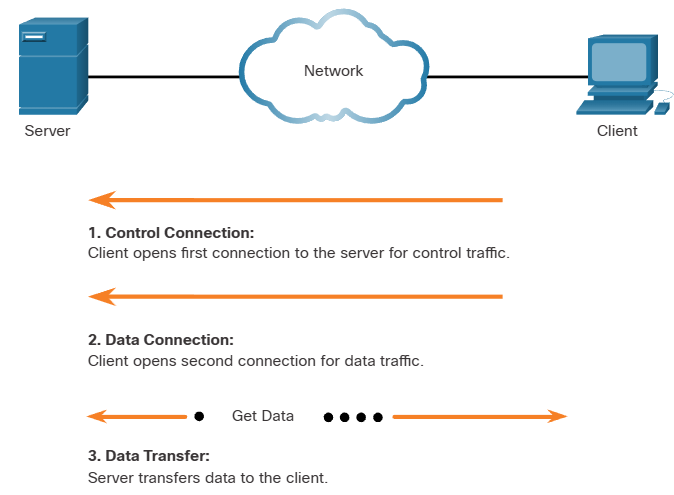 Network
Server
Client
1. Control Connection:
Client opens first connection to the server for control traffic.
2. Data Connection:
Client opens second connection for data traffic.
Get Data
3. Data Transfer:
Server transfers data to the client.